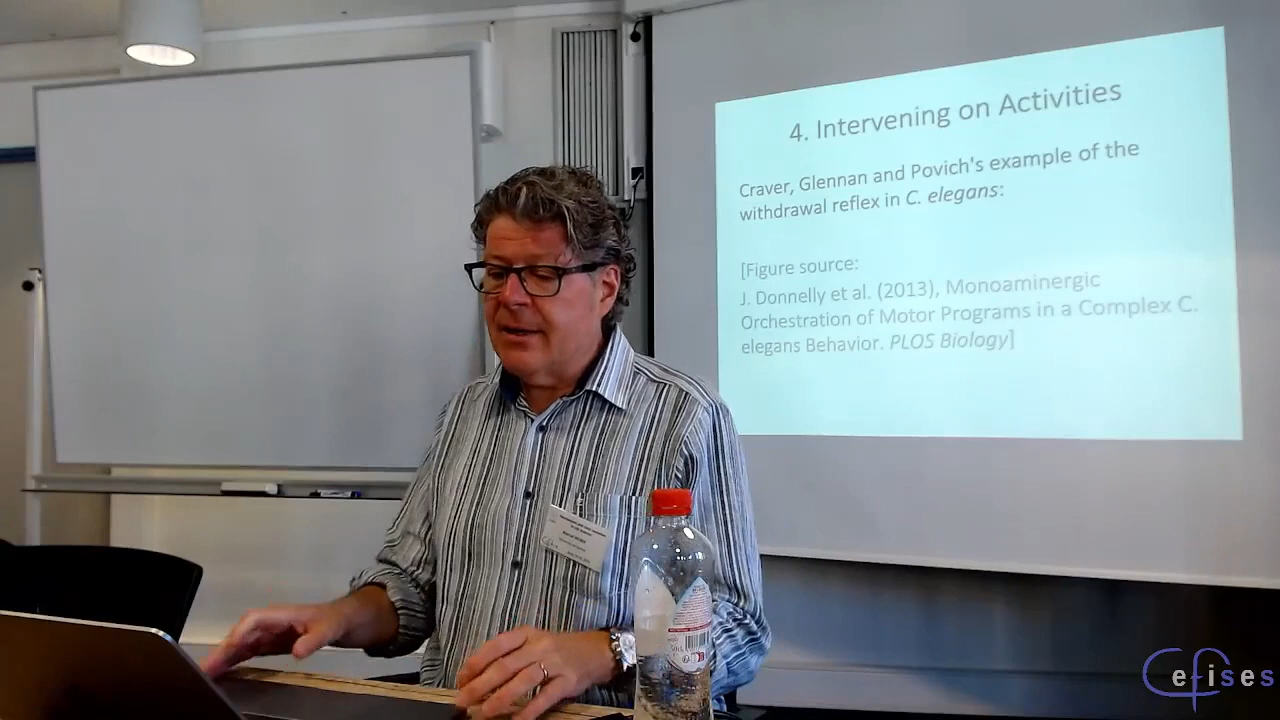 4. Intervening on Activities
Craver, Glennan and Povich's example of the
withdrawal reflex in C. elegans:
[Figure source:
J. Donnelly et al. (2013), Monoaminergic
Orchestration of Motor Programs in a Complex C.
elegans Behavior. PLOS Biology]
Cefises